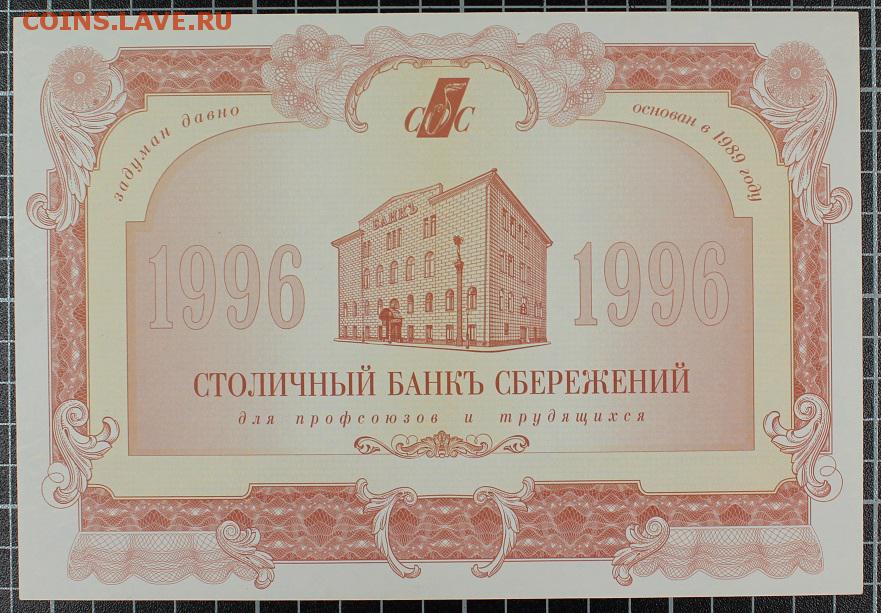 COINS.LAVE.RU
СБС
задуман давно
основан в 1989 году
БАНКЪ
1996
1996
СТОЛИЧНЫЙ БАНКЪ СБЕРЕЖЕНИЙ
для профсоюзов и трудящихся